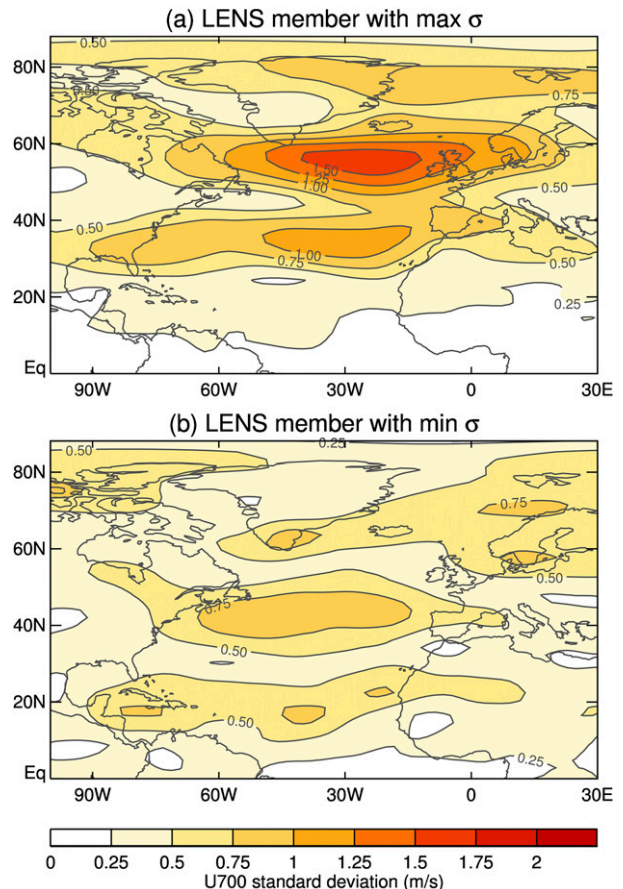 (a) LENS member with max σ
0.50
80N
0.50
0.75
60N
1.50
1.25
1.00
0.50
0.50
40N
1.00
0.75
0.50
20N
0.25
Eq
90W 60W 30W 0 30E
(b) LENS member with min σ
0.25
0.50
80N
0.75
60N
0.50
0.75
40N
0.50
20N
0.50
0.25
Eq
90W 60W 30W 0 30E
0 0.25 0.5 0.75 1 1.25 1.5 1.75 2
U700 standard deviation (m/s)